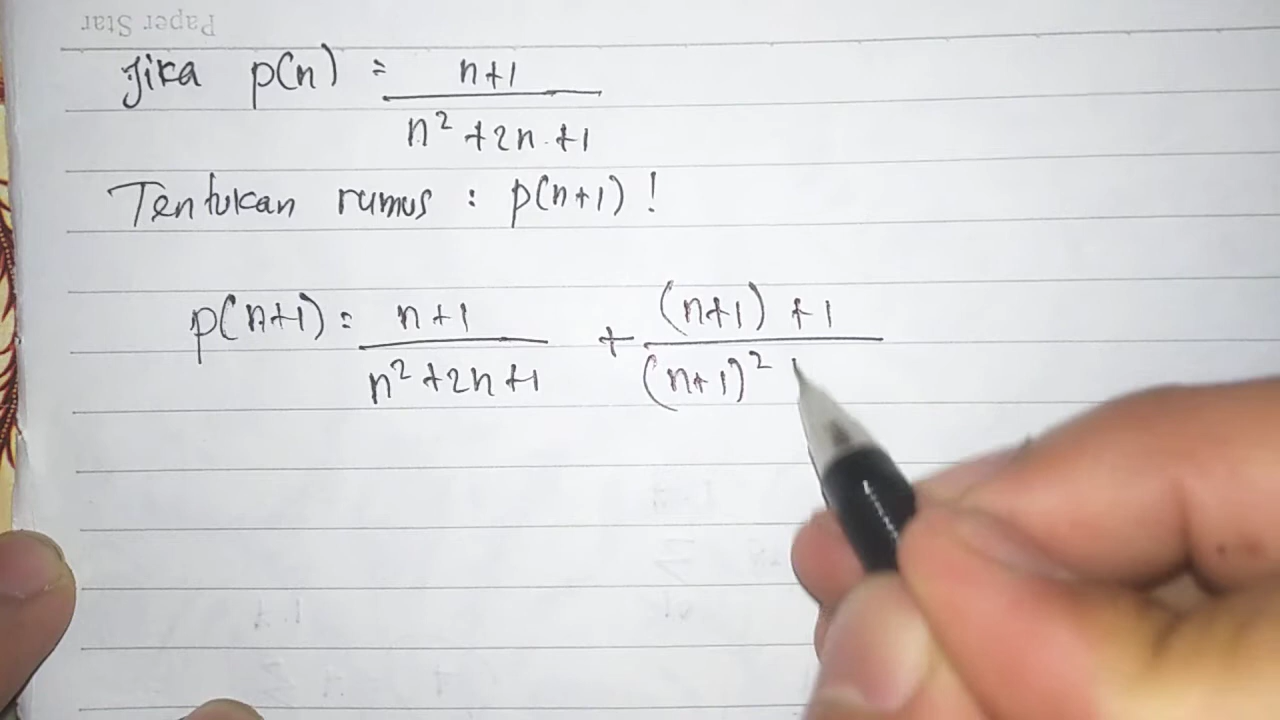 Paper Star
Jika p(n) = n+1
n² +2n+1
Tentukan rumus : p(n+1) !
p(n+1) = n+1 + (n+1) +1
n² +2n+1 (n+1)²